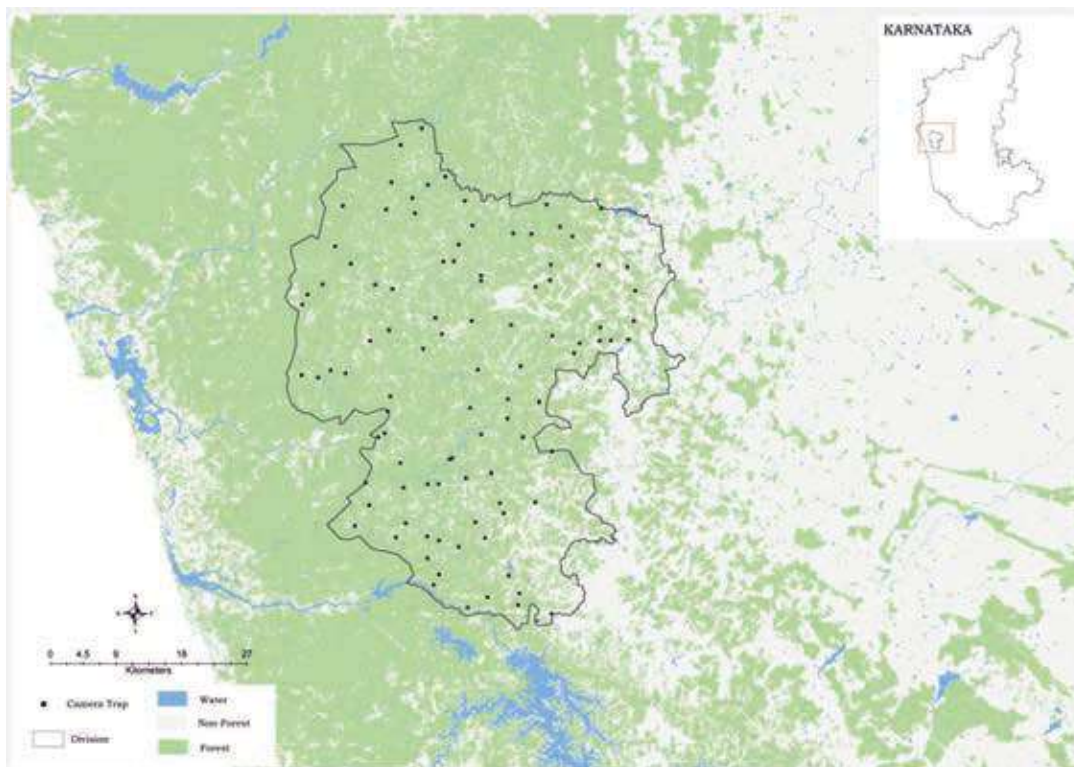 KARNATAKA
0 4.5 9 18 27
Kilometers
Camera Trap
Division
Water
Non-Forest
Forest